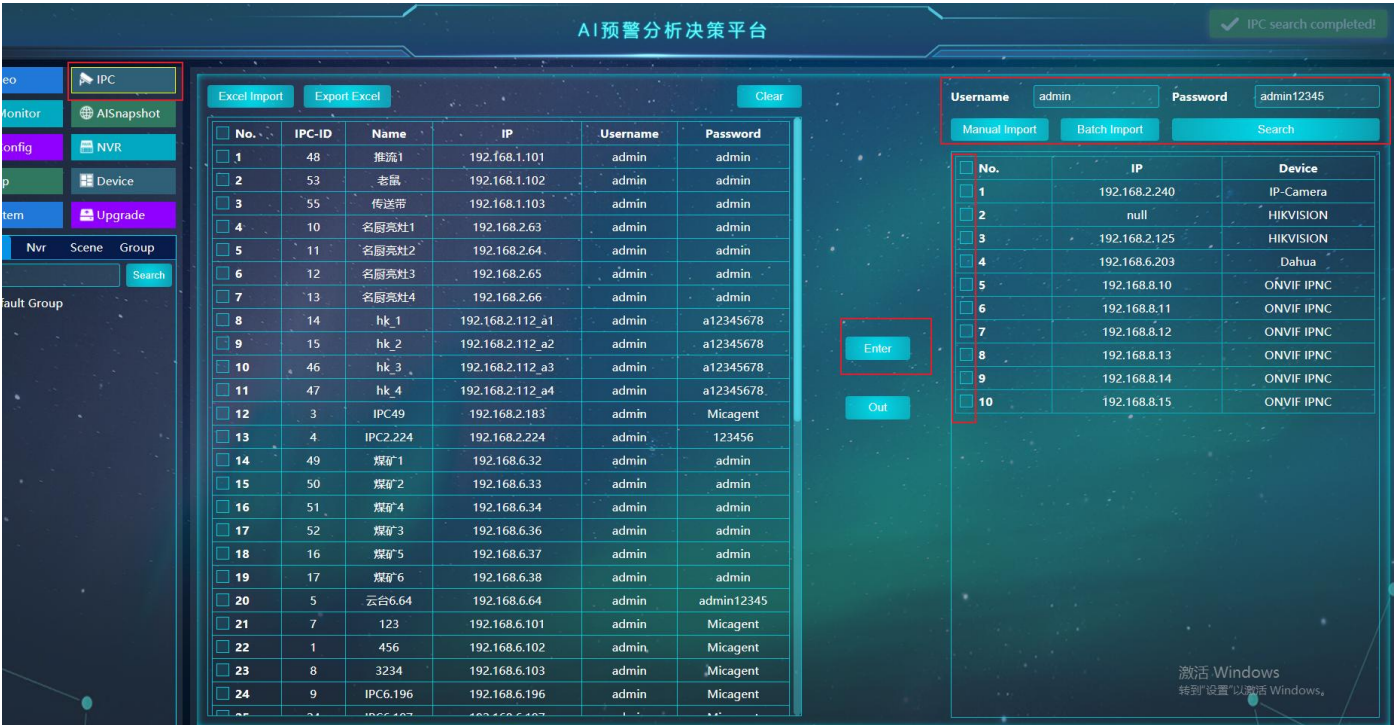 AI预警分析决策平台
IPC search completed!
eo IPC
Monitor AISnapshot
onfig NVR
p Device
tem Upgrade
Nvr Scene Group
Search
fault Group
Excel Import Export Excel Clear
No. IPC-ID Name IP Username Password
1 48 推流1 192.168.1.101 admin admin
2 53 老鼠 192.168.1.102 admin admin
3 55 传送带 192.168.1.103 admin admin
4 10 名厨亮灶1 192.168.2.63 admin admin
5 11 名厨亮灶2 192.168.2.64 admin admin
6 12 名厨亮灶3 192.168.2.65 admin admin
7 13 名厨亮灶4 192.168.2.66 admin admin
8 14 hk_1 192.168.2.112_a1 admin a12345678
9 15 hk_2 192.168.2.112_a2 admin a12345678
10 46 hk_3 192.168.2.112_a3 admin a12345678
11 47 hk_4 192.168.2.112_a4 admin a12345678
12 3 IPC49 192.168.2.183 admin Micagent
13 4 IPC2.224 192.168.2.224 admin 123456
14 49 煤矿1 192.168.6.32 admin admin
15 50 煤矿2 192.168.6.33 admin admin
16 51 煤矿4 192.168.6.34 admin admin
17 52 煤矿3 192.168.6.36 admin admin
18 16 煤矿5 192.168.6.37 admin admin
19 17 煤矿6 192.168.6.38 admin admin
20 5 云台6.64 192.168.6.64 admin admin12345
21 7 123 192.168.6.101 admin Micagent
22 1 456 192.168.6.102 admin Micagent
23 8 3234 192.168.6.103 admin Micagent
24 9 IPC6.196 192.168.6.196 admin Micagent
Enter
Out
Username admin Password admin12345
Manual Import Batch Import Search
No. IP Device
1 192.168.2.240 IP-Camera
2 null HIKVISION
3 192.168.2.125 HIKVISION
4 192.168.6.203 Dahua
5 192.168.8.10 ONVIF IPNC
6 192.168.8.11 ONVIF IPNC
7 192.168.8.12 ONVIF IPNC
8 192.168.8.13 ONVIF IPNC
9 192.168.8.14 ONVIF IPNC
10 192.168.8.15 ONVIF IPNC
激活 Windows
转到"设置"以激活 Windows。